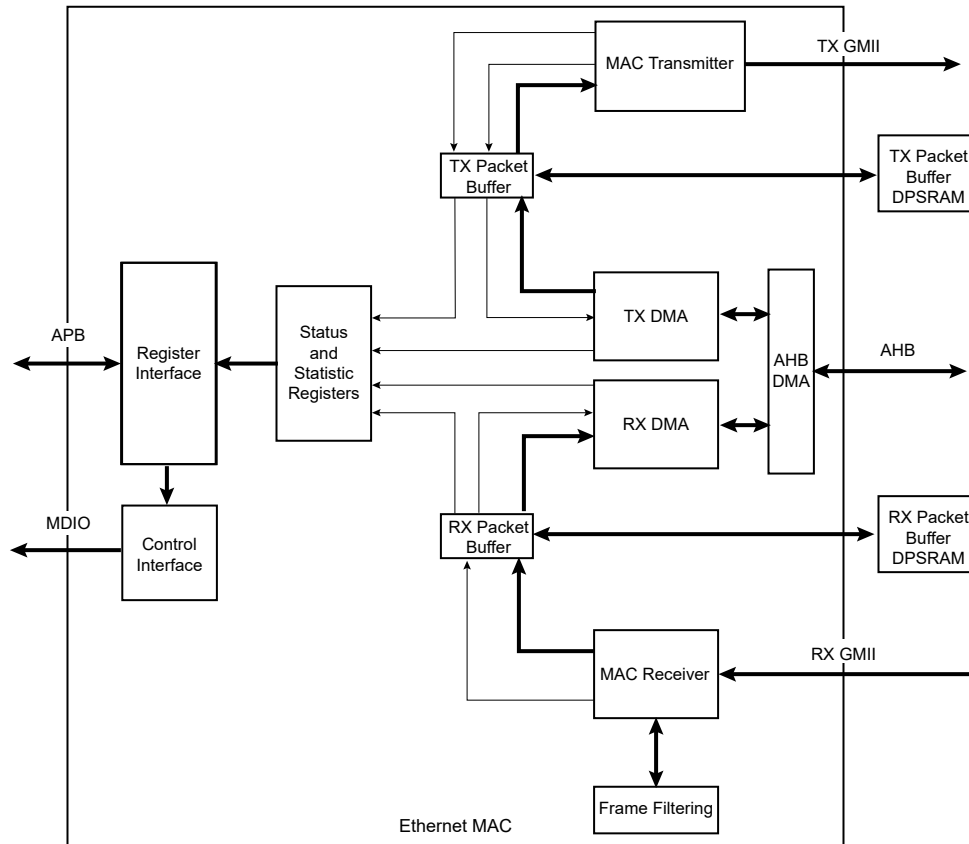 TX GMII
MAC Transmitter
TX Packet
Buffer
DPSRAM
TX Packet
Buffer
APB
Register
Interface
Status
and
Statistic
Registers
TX DMA
AHB
DMA
AHB
RX DMA
MDIO
Control
Interface
RX Packet
Buffer
RX Packet
Buffer
DPSRAM
RX GMII
MAC Receiver
Frame Filtering
Ethernet MAC